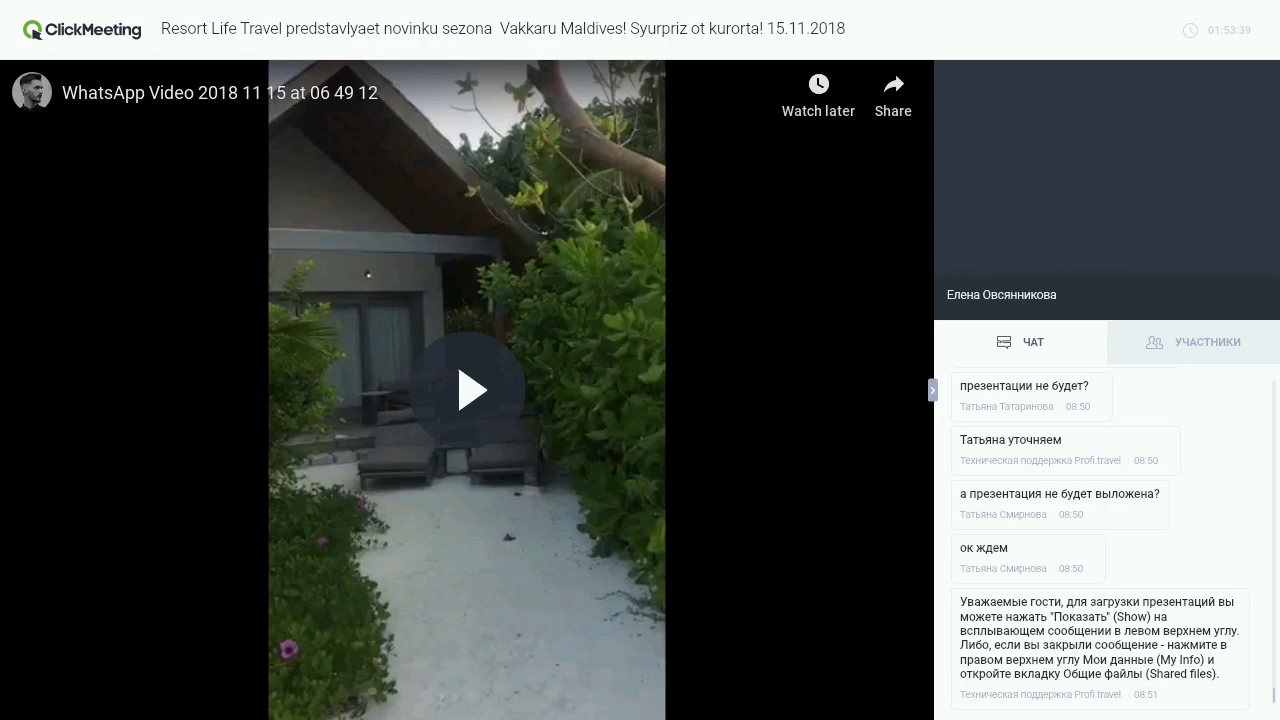 ClickMeeting
Resort Life Travel predstavlyaet novinku sezona  Vakkaru Maldives! Syurpriz ot kurorta! 15.11.2018
01:53:39
WhatsApp Video 2018 11 15 at 06 49 12
Watch later
Share
Елена Овсянникова
ЧАТ
УЧАСТНИКИ
презентации не будет?
Татьяна Татаринова 08:50
Татьяна уточняем
Техническая поддержка Profi.travel 08:50
а презентация не будет выложена?
Татьяна Смирнова 08:50
ок ждем
Татьяна Смирнова 08:50
Уважаемые гости, для загрузки презентаций вы
можете нажать "Показать" (Show) на
всплывающем сообщении в левом верхнем углу.
Либо, если вы закрыли сообщение - нажмите в
правом верхнем углу Мои данные (My Info) и
откройте вкладку Общие файлы (Shared files).
Техническая поддержка Profi.travel 08:51